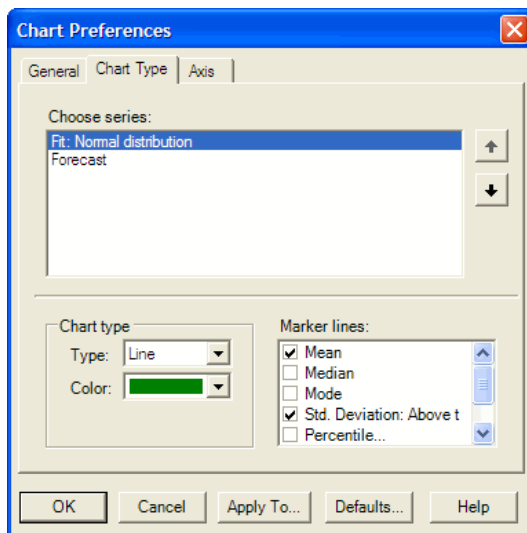 Chart Preferences
General Chart Type Axis
Choose series:
Fit: Normal distribution
Forecast
Chart type
Type: Line
Color:
Marker lines:
Mean
Median
Mode
Std. Deviation: Above t
Percentile...
OK Cancel Apply To... Defaults... Help